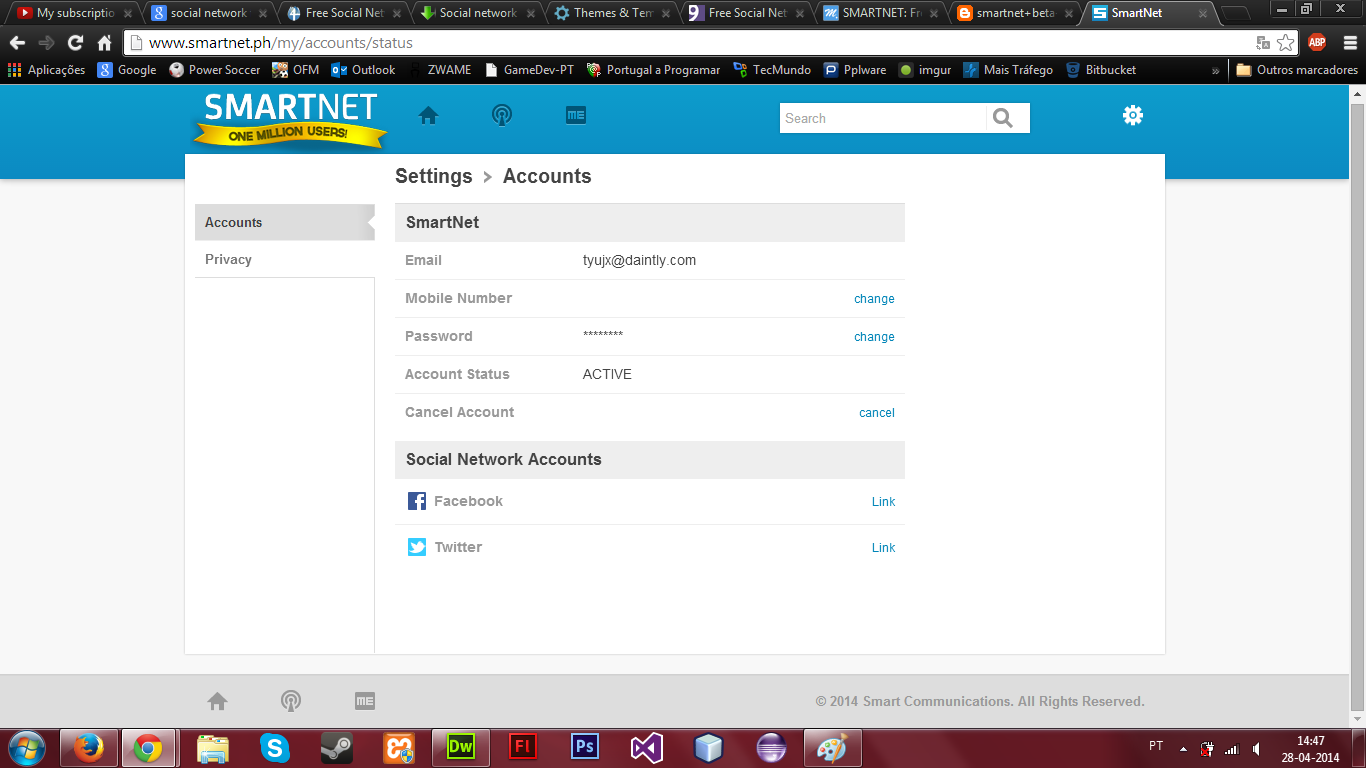 My subscriptio
social network
Free Social Net
Social network
Themes & Tem
Free Social Net
SMARTNET: Fr
smartnet+beta
SmartNet
www.smartnet.ph/my/accounts/status
ABP
Aplicações
Google
Power Soccer
OFM
Outlook
ZWAME
GameDev-PT
Portugal a Programar
TecMundo
Pplware
imgur
Mais Tráfego
Bitbucket
»
Outros marcadores
SMARTNET
ONE MILLION USERS!
ME
Search
Settings > Accounts
Accounts
Privacy
SmartNet
Email tyujx@daintly.com
Mobile Number change
Password ******** change
Account Status ACTIVE
Cancel Account cancel
Social Network Accounts
Facebook Link
Twitter Link
ME
© 2014 Smart Communications. All Rights Reserved.
Dw
Fl
Ps
PT
14:47
28-04-2014